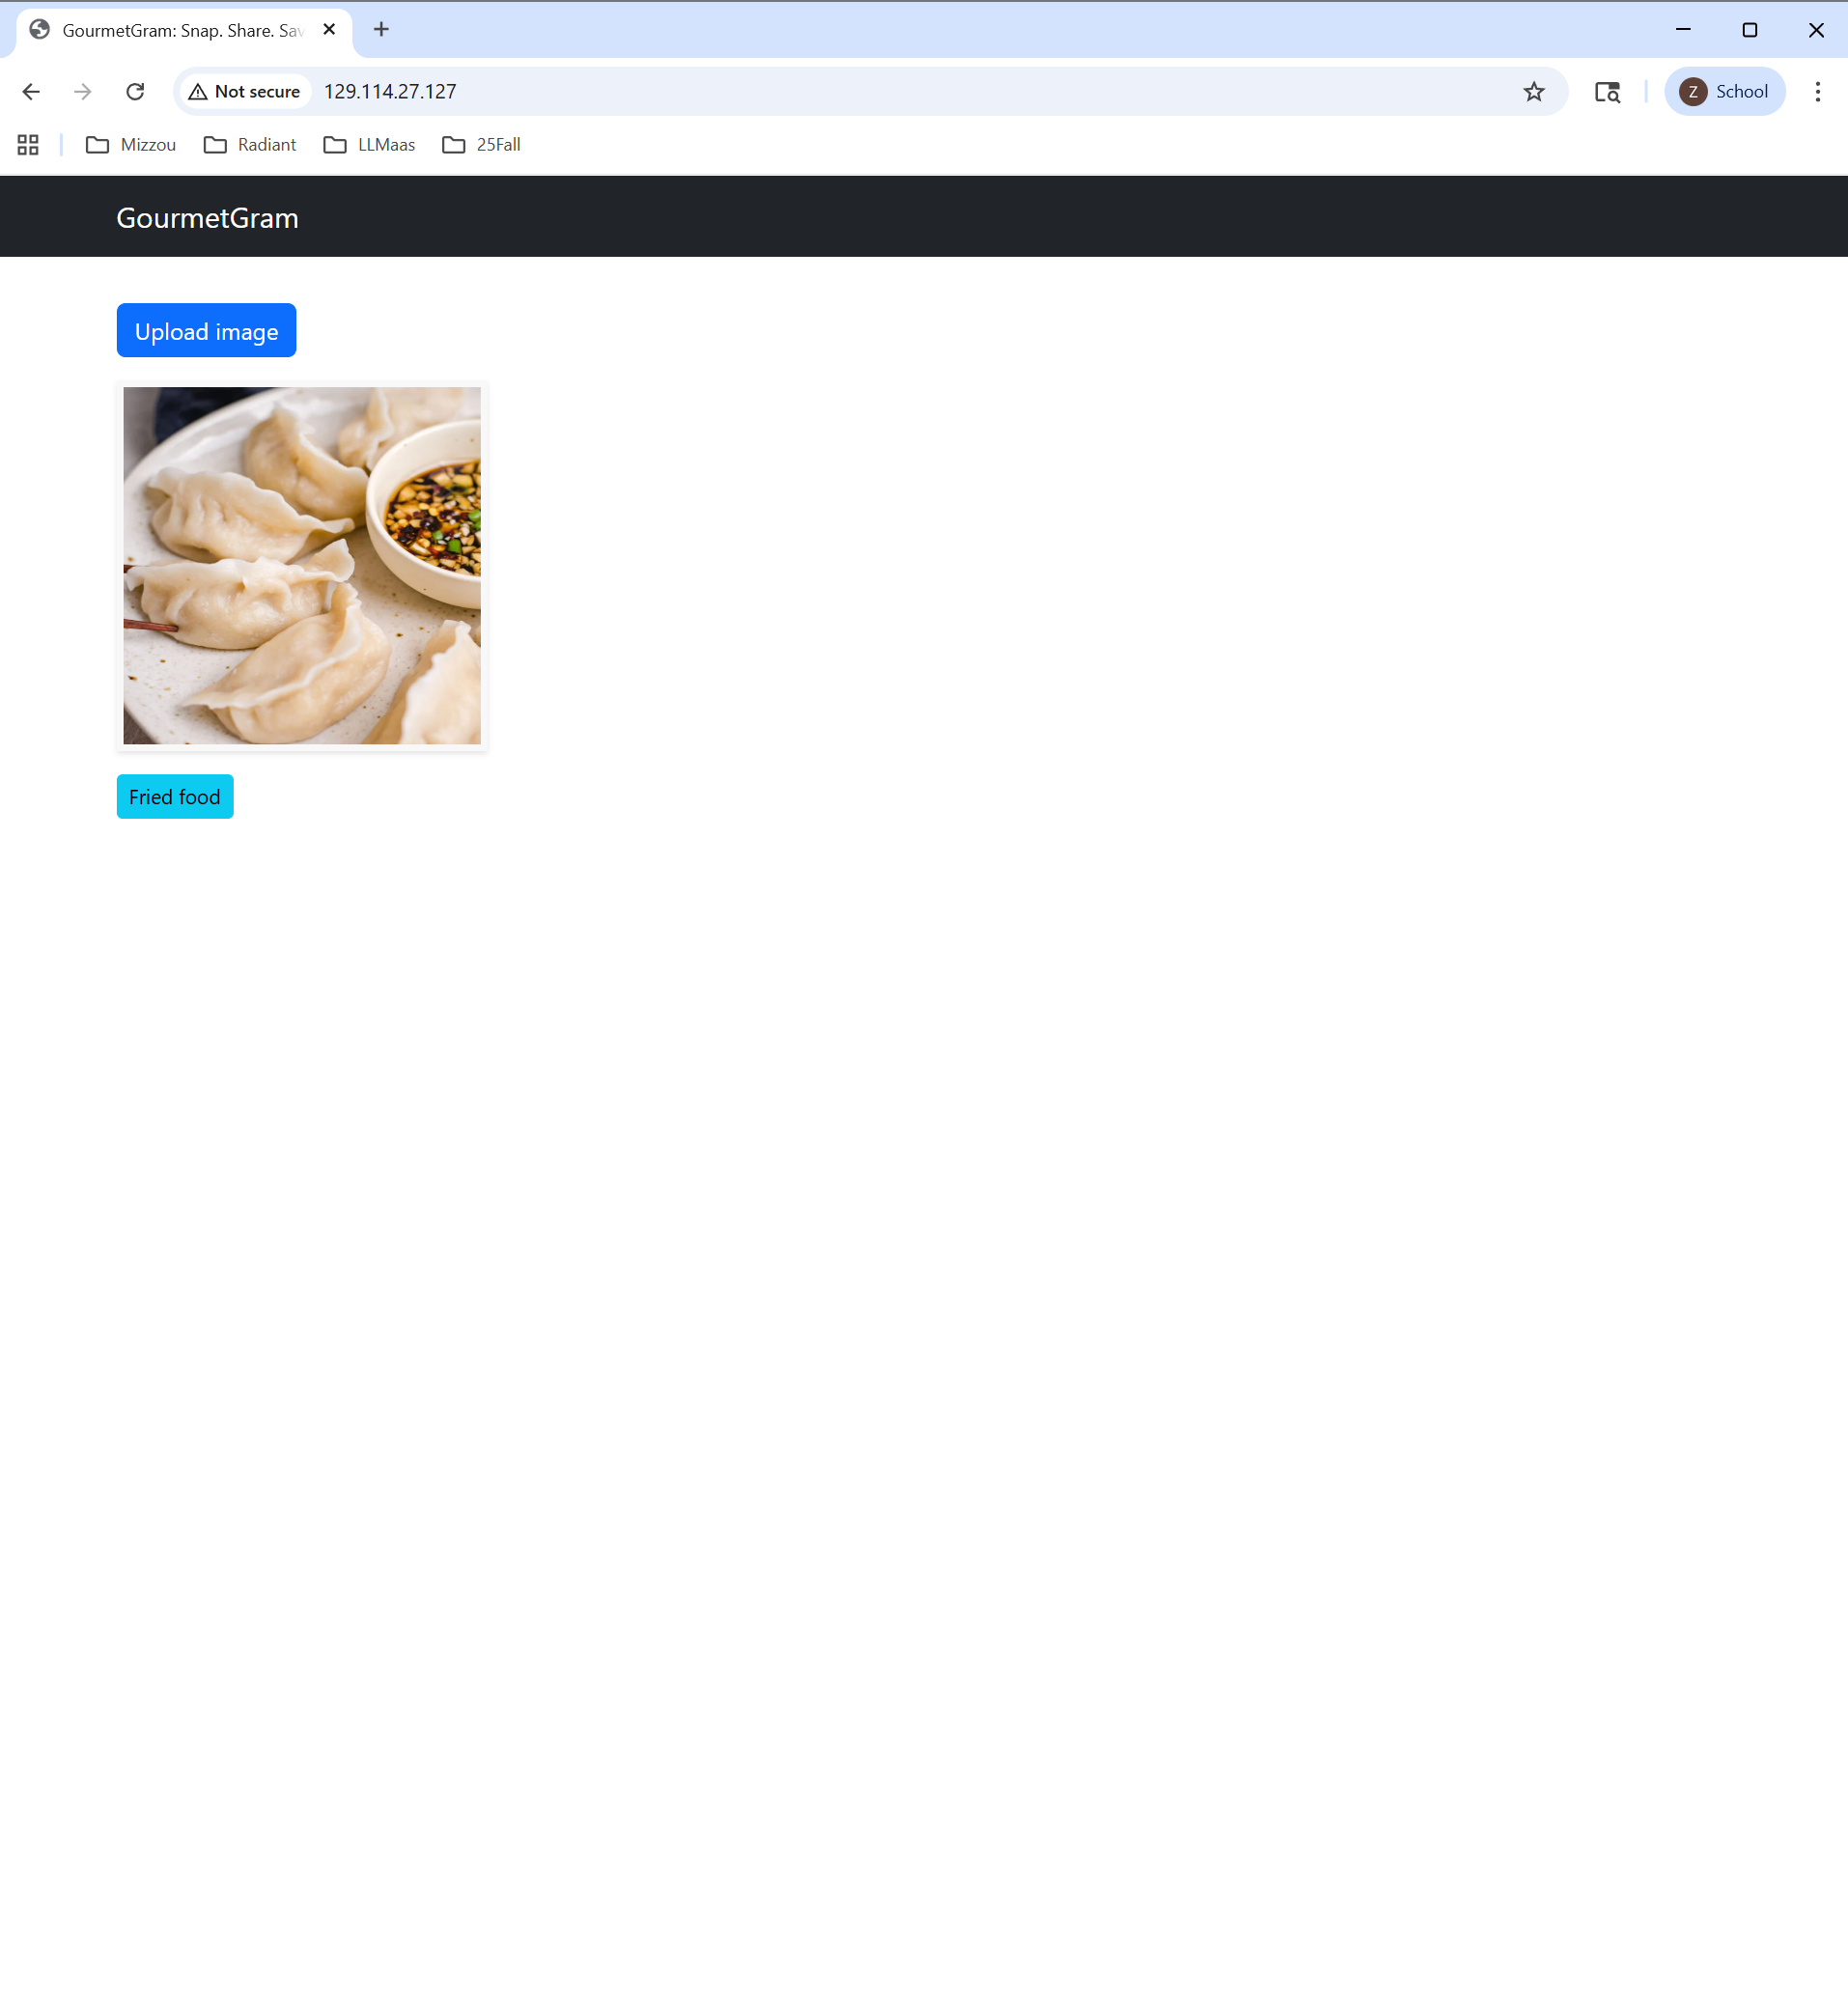 GourmetGram: Snap. Share. Sav
Not secure 129.114.27.127
Z School
Mizzou Radiant LLMaas 25Fall
GourmetGram
Upload image
Fried food